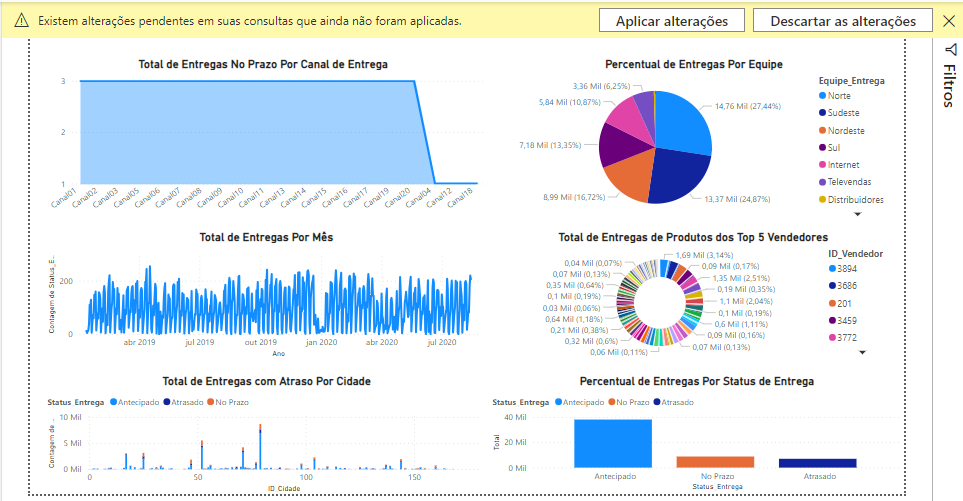 Existem alterações pendentes em suas consultas que ainda não foram aplicadas.
Aplicar alterações
Descartar as alterações
Filtros
Total de Entregas No Prazo Por Canal de Entrega
3
2
1
Canal01
Canal02
Canal03
Canal05
Canal06
Canal07
Canal08
Canal09
Canal10
Canal11
Canal13
Canal14
Canal15
Canal16
Canal17
Canal19
Canal20
Canal04
Canal12
Canal18
Percentual de Entregas Por Equipe
3,36 Mil (6,25%)
5,84 Mil (10,87%)
7,18 Mil (13,35%)
8,99 Mil (16,72%)
14,76 Mil (27,44%)
13,37 Mil (24,87%)
Equipe_Entrega
Norte
Sudeste
Nordeste
Sul
Internet
Televendas
Distribuidores
Total de Entregas Por Mês
Contagem de Status_E...
200
0
abr 2019
jul 2019
out 2019
jan 2020
abr 2020
jul 2020
Ano
Total de Entregas de Produtos dos Top 5 Vendedores
0,04 Mil (0,07%)
0,07 Mil (0,13%)
0,35 Mil (0,64%)
0,1 Mil (0,19%)
0,03 Mil (0,06%)
0,64 Mil (1,18%)
0,21 Mil (0,38%)
0,32 Mil (0,6%)
0,06 Mil (0,11%)
1,69 Mil (3,14%)
0,09 Mil (0,17%)
1,35 Mil (2,51%)
0,19 Mil (0,35%)
1,1 Mil (2,04%)
0,1 Mil (0,19%)
0,6 Mil (1,11%)
0,09 Mil (0,16%)
0,07 Mil (0,13%)
ID_Vendedor
3894
3686
201
3459
3772
Total de Entregas com Atraso Por Cidade
Status_Entrega Antecipado Atrasado No Prazo
Contagem de ...
10 Mil
5 Mil
0 Mil
0
50
100
150
ID_Cidade
Percentual de Entregas Por Status de Entrega
Status_Entrega Antecipado No Prazo Atrasado
Total
40 Mil
20 Mil
0 Mil
Antecipado
No Prazo
Atrasado
Status_Entrega